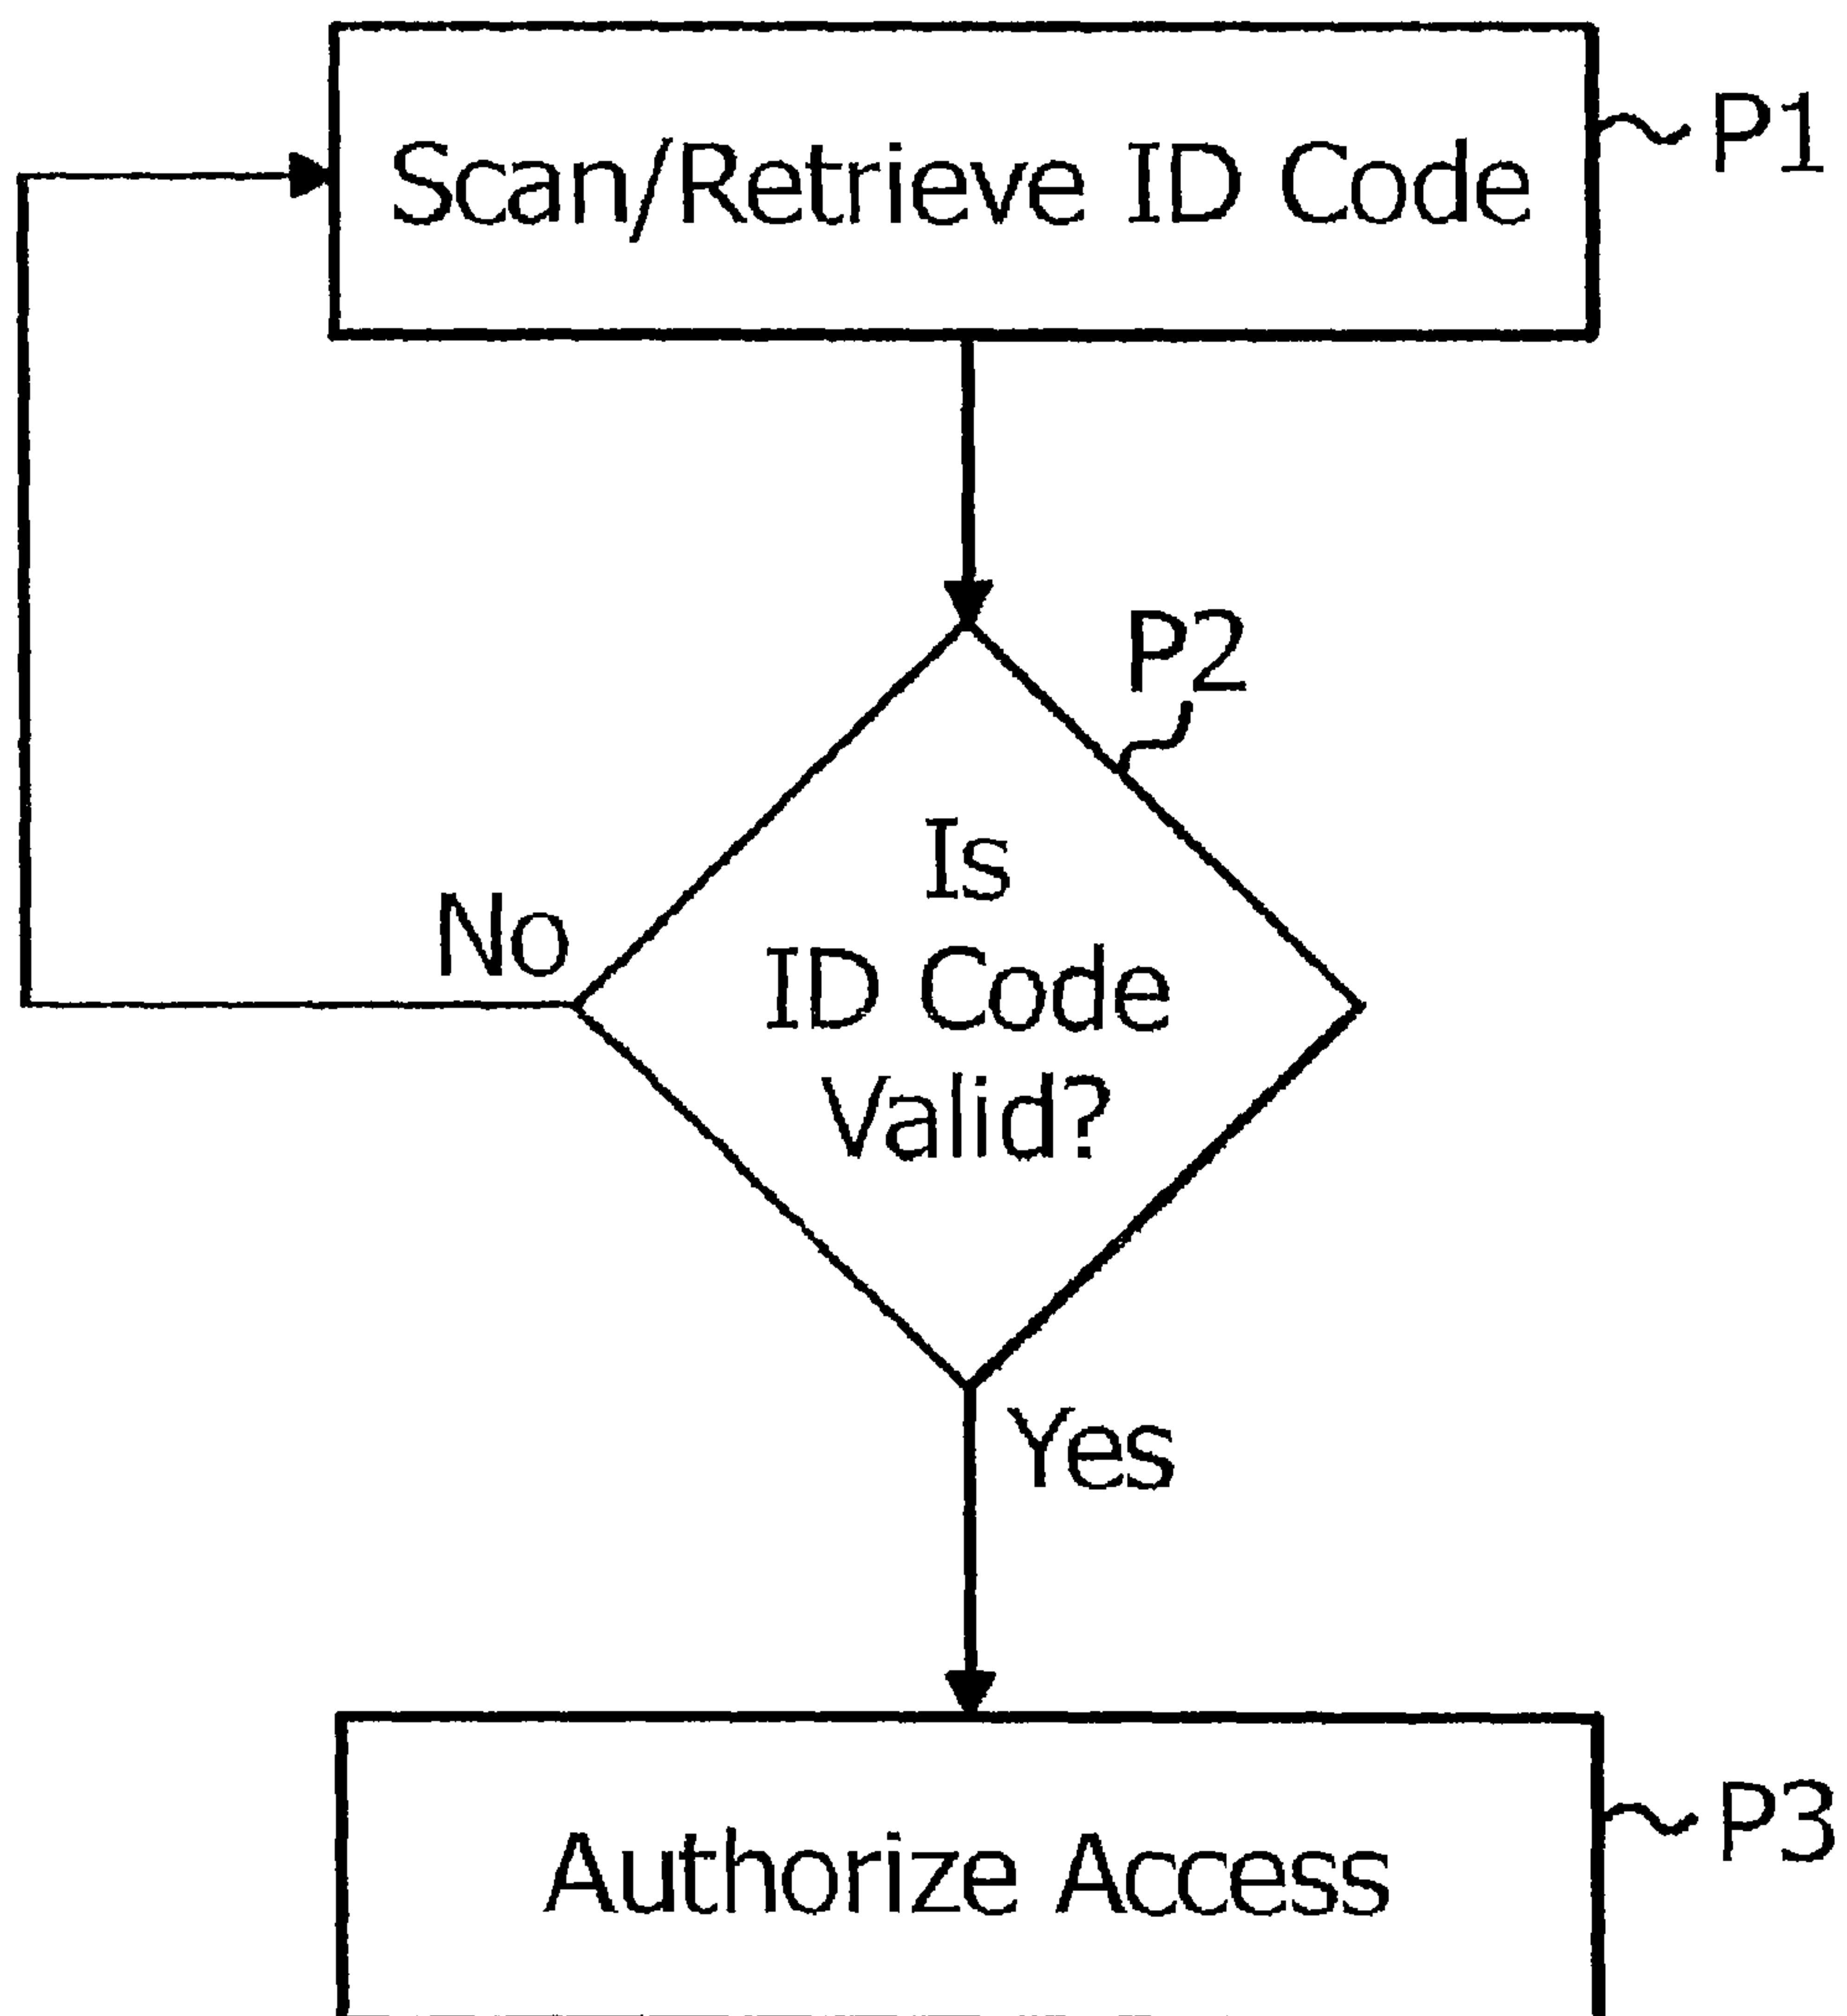 Scan/Retrieve ID Code
P1
P2
Is
ID Code
Valid?
No
Yes
Authorize Access
P3